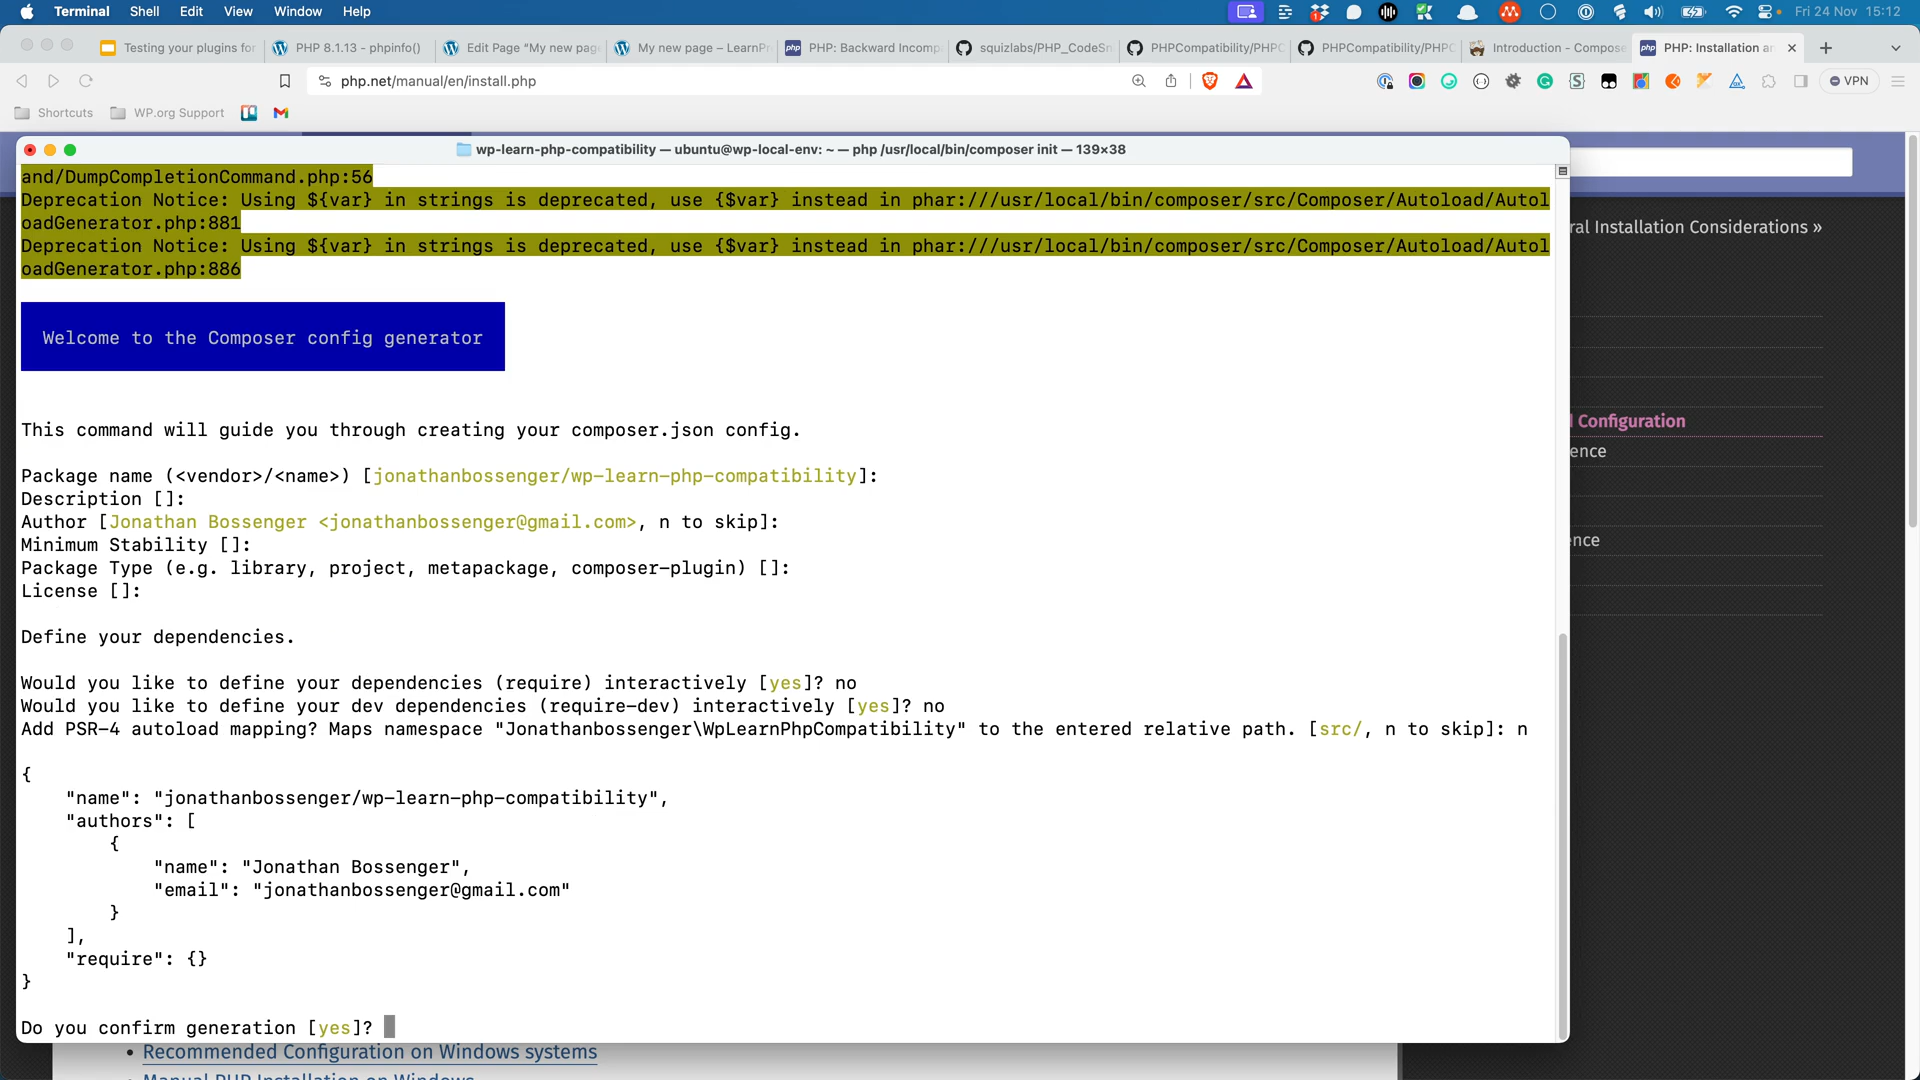 Terminal Shell Edit View Window Help Fri 24 Nov 15:12
Testing your plugins for PHP 8.1.13 - phpinfo() Edit Page "My new page My new page – LearnPr PHP: Backward Incomp squizlabs/PHP_CodeSn PHPCompatibility/PHPC PHPCompatibility/PHPC Introduction - Compose PHP: Installation an
php.net/manual/en/install.php VPN
Shortcuts WP.org Support
wp-learn-php-compatibility — ubuntu@wp-local-env: ~ — php /usr/local/bin/composer init — 139×38
and/DumpCompletionCommand.php:56
Deprecation Notice: Using ${var} in strings is deprecated, use {$var} instead in phar:///usr/local/bin/composer/src/Composer/Autoload/Autol
oadGenerator.php:881
Deprecation Notice: Using ${var} in strings is deprecated, use {$var} instead in phar:///usr/local/bin/composer/src/Composer/Autoload/Autol
oadGenerator.php:886
Welcome to the Composer config generator
This command will guide you through creating your composer.json config.
Package name (<vendor>/<name>) [jonathanbossenger/wp-learn-php-compatibility]:
Description []:
Author [Jonathan Bossenger <jonathanbossenger@gmail.com>, n to skip]:
Minimum Stability []:
Package Type (e.g. library, project, metapackage, composer-plugin) []:
License []:
Define your dependencies.
Would you like to define your dependencies (require) interactively [yes]? no
Would you like to define your dev dependencies (require-dev) interactively [yes]? no
Add PSR-4 autoload mapping? Maps namespace "Jonathanbossenger\WpLearnPhpCompatibility" to the entered relative path. [src/, n to skip]: n
{
"name": "jonathanbossenger/wp-learn-php-compatibility",
"authors": [
{
"name": "Jonathan Bossenger",
"email": "jonathanbossenger@gmail.com"
}
],
"require": {}
}
Do you confirm generation [yes]?
ral Installation Considerations »
Configuration
ence
ence
Recommended Configuration on Windows systems
Manual PHP Installation on Windows